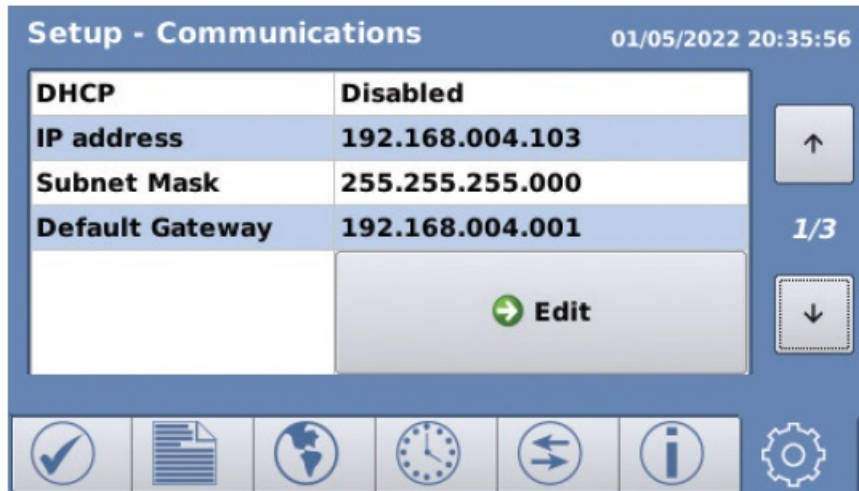 Setup - Communications 01/05/2022 20:35:56
DHCP Disabled
IP address 192.168.004.103
Subnet Mask 255.255.255.000
Default Gateway 192.168.004.001
1/3
Edit